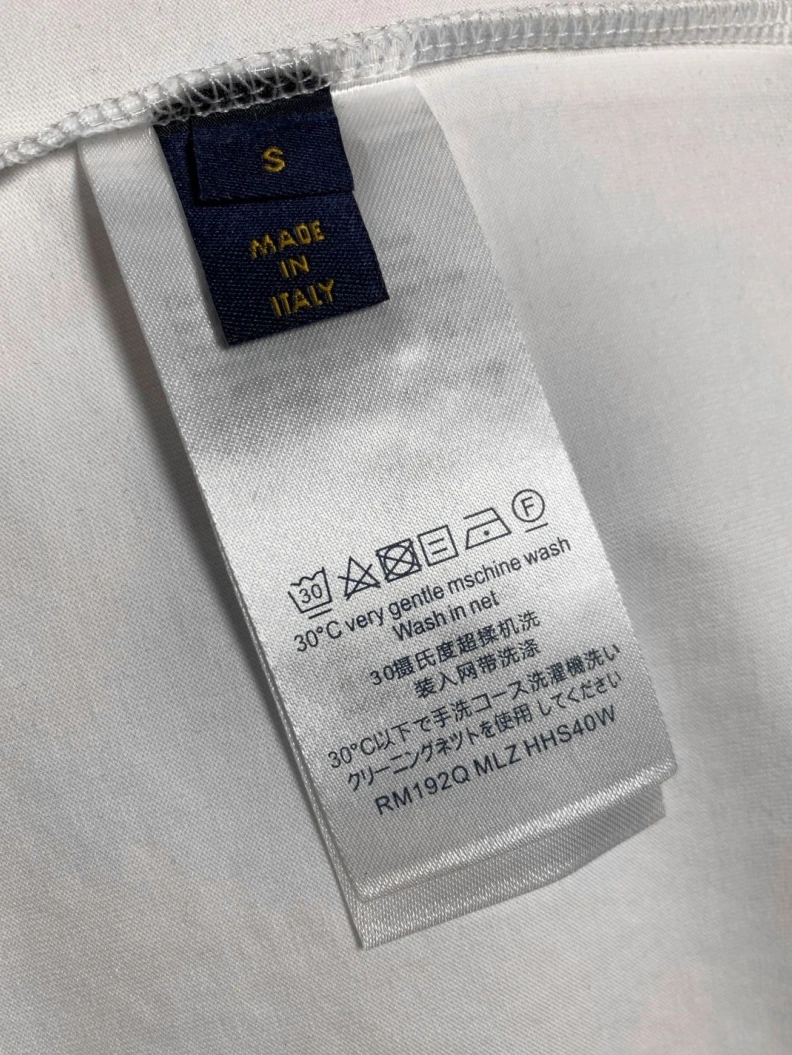 S
MADE
IN
ITALY
30
F
30°C very gentle mschine wash
Wash in net
30摄氏度超揉机洗
装入网带洗涤
30°C以下で手洗コース洗濯機洗い
クリーニングネツトを使用 してください
RM192Q MLZ HHS40W